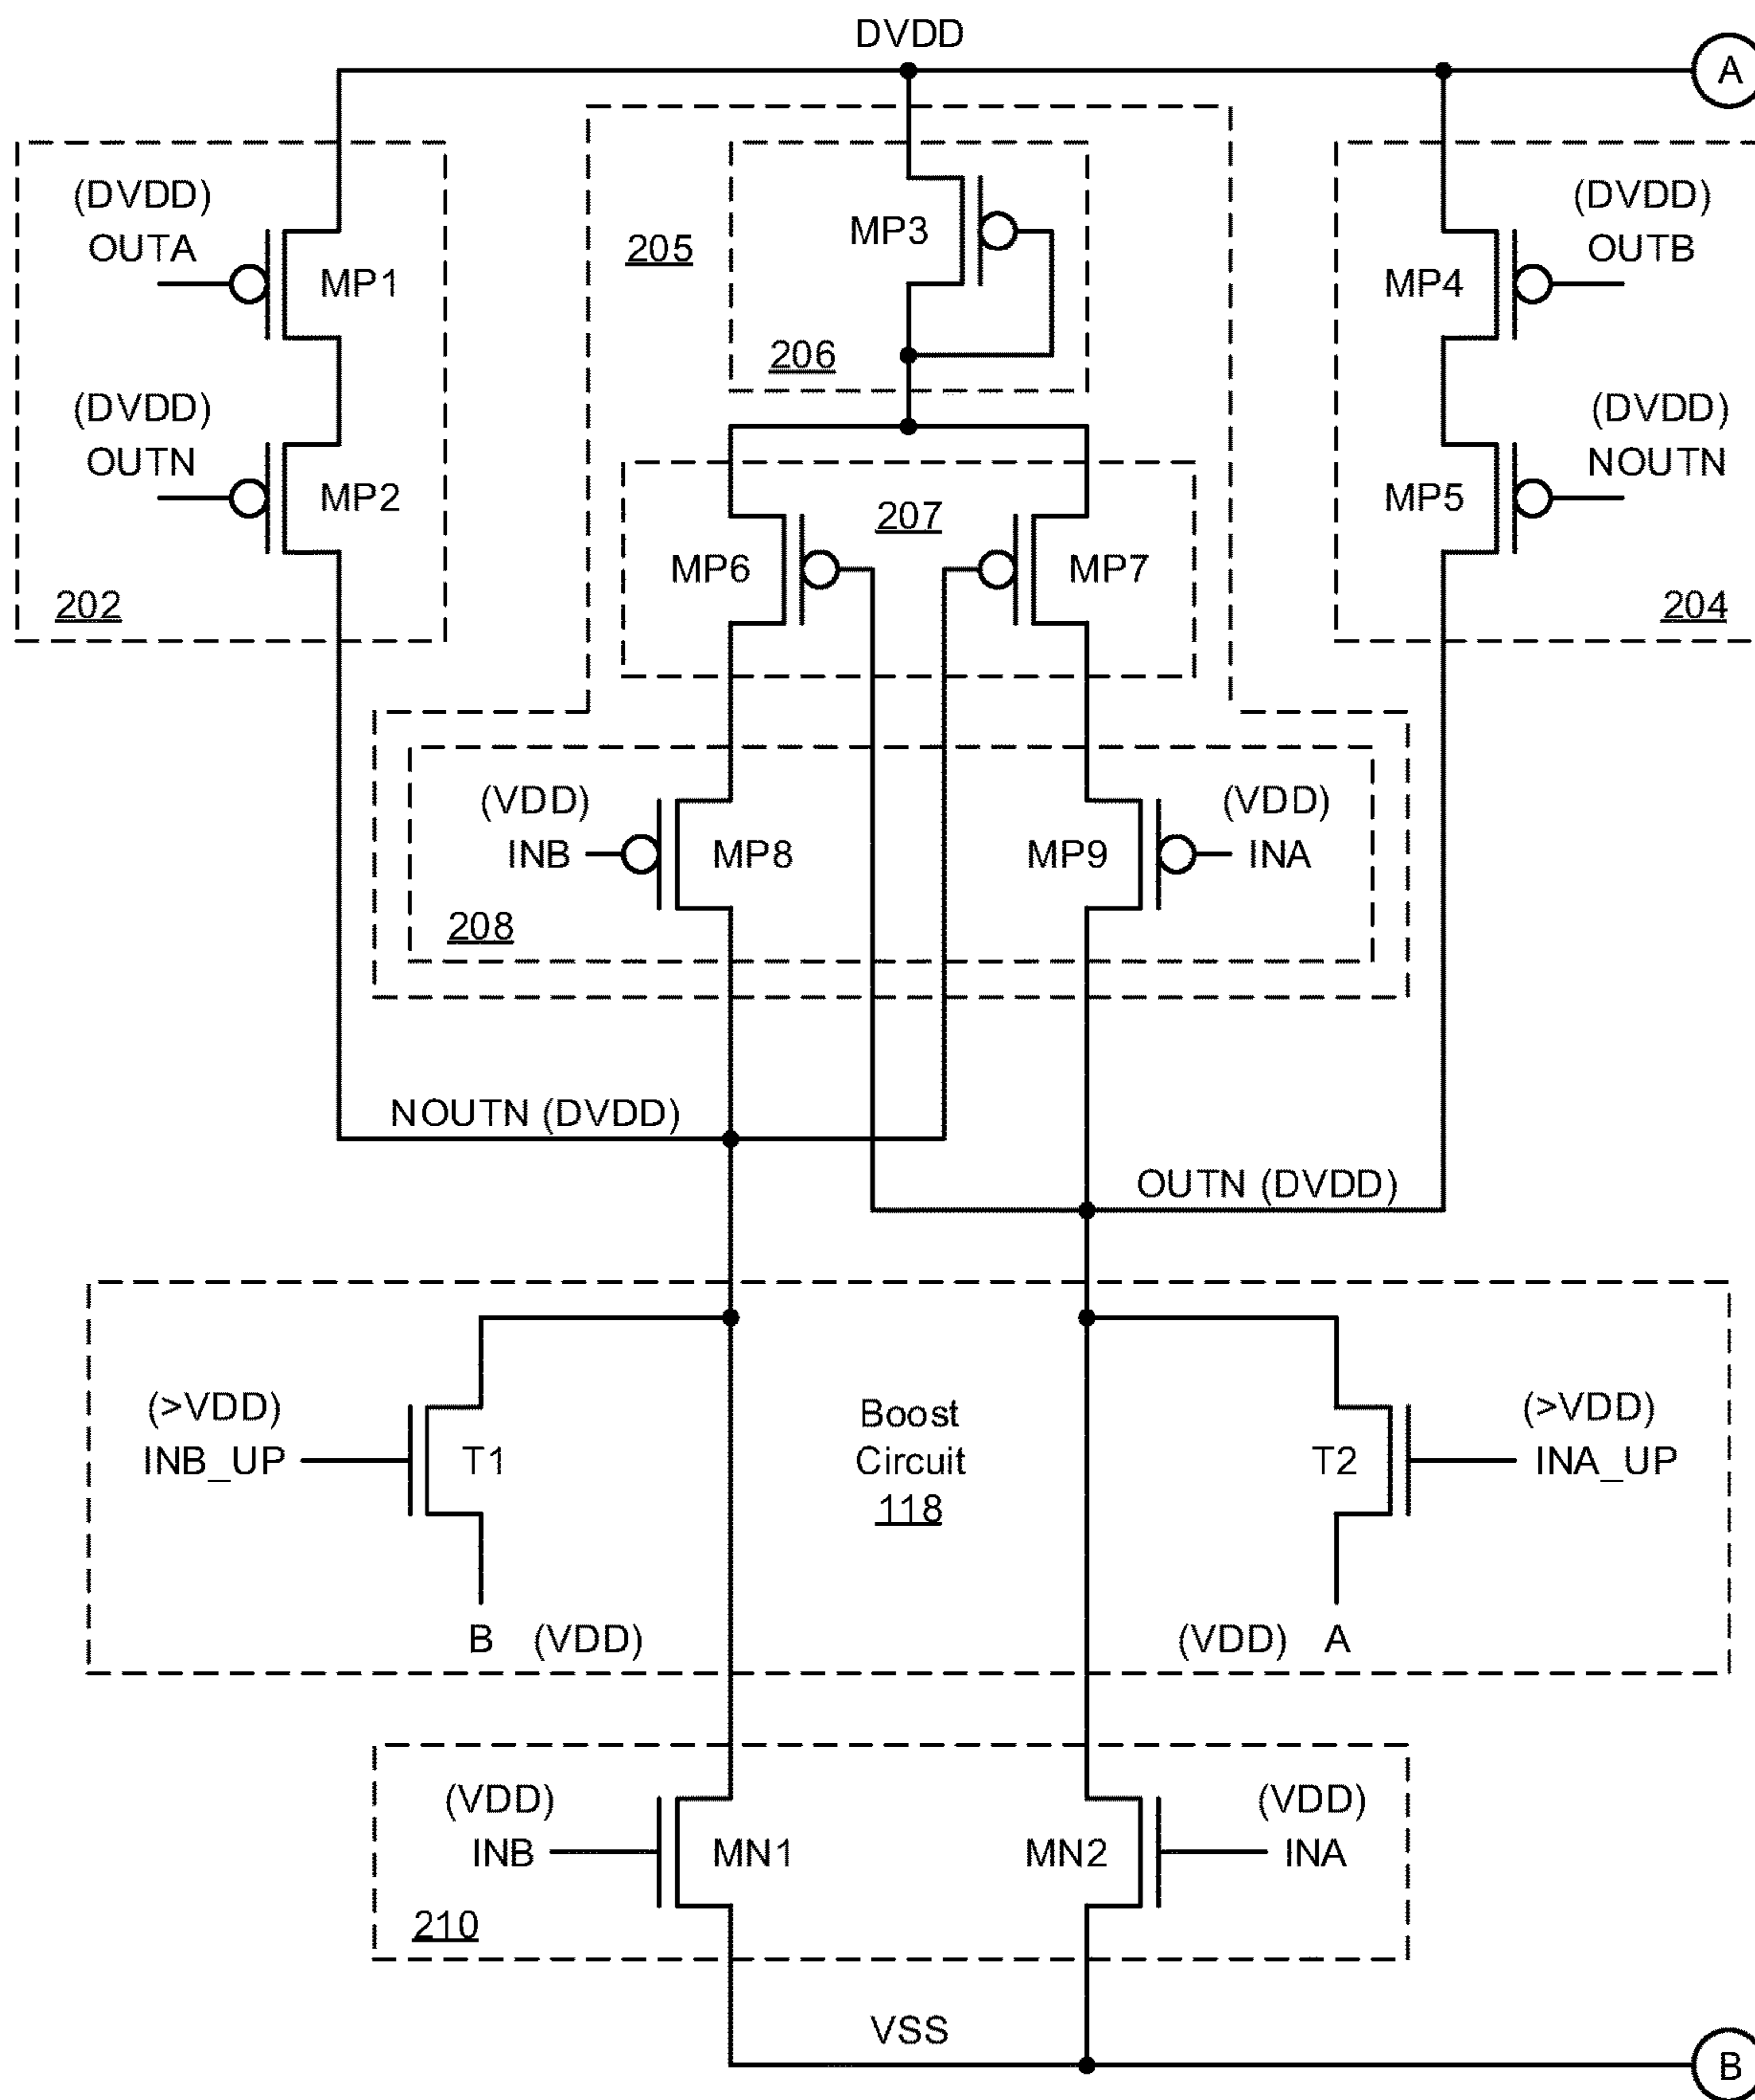 DVDD
A
(DVDD)
OUTA
MP1
(DVDD)
OUTN
MP2
202
205
MP3
206
(DVDD)
OUTB
MP4
(DVDD)
NOUTN
MP5
204
207
MP6
MP7
(VDD)
INB
MP8
(VDD)
MP9
INA
208
NOUTN (DVDD)
OUTN (DVDD)
(>VDD)
INB_UP
T1
B (VDD)
Boost
Circuit
118
(>VDD)
T2
INA_UP
(VDD) A
(VDD)
INB
MN1
(VDD)
MN2
INA
210
VSS
B